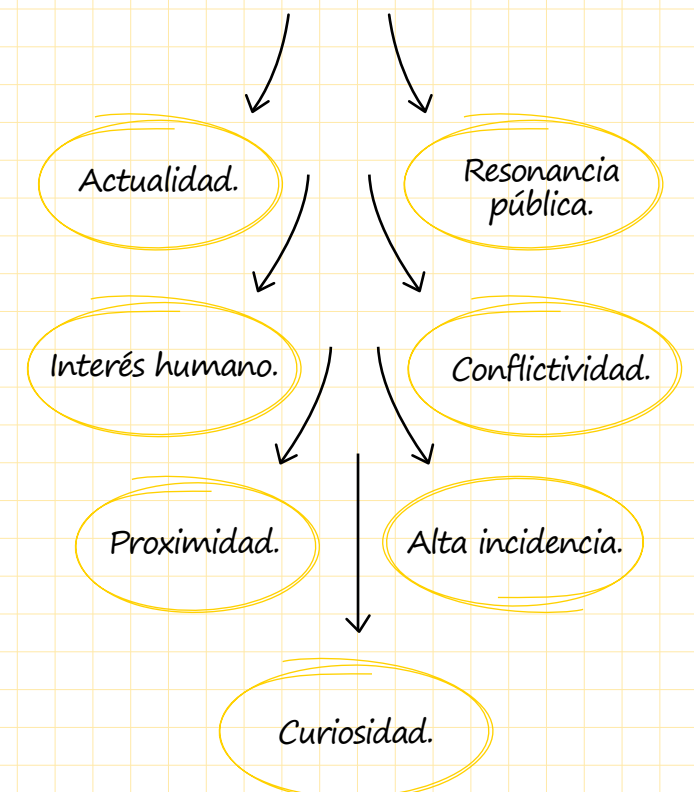 Actualidad.
Resonancia
pública.
Interés humano.
Conflictividad.
Proximidad.
Alta incidencia.
Curiosidad.